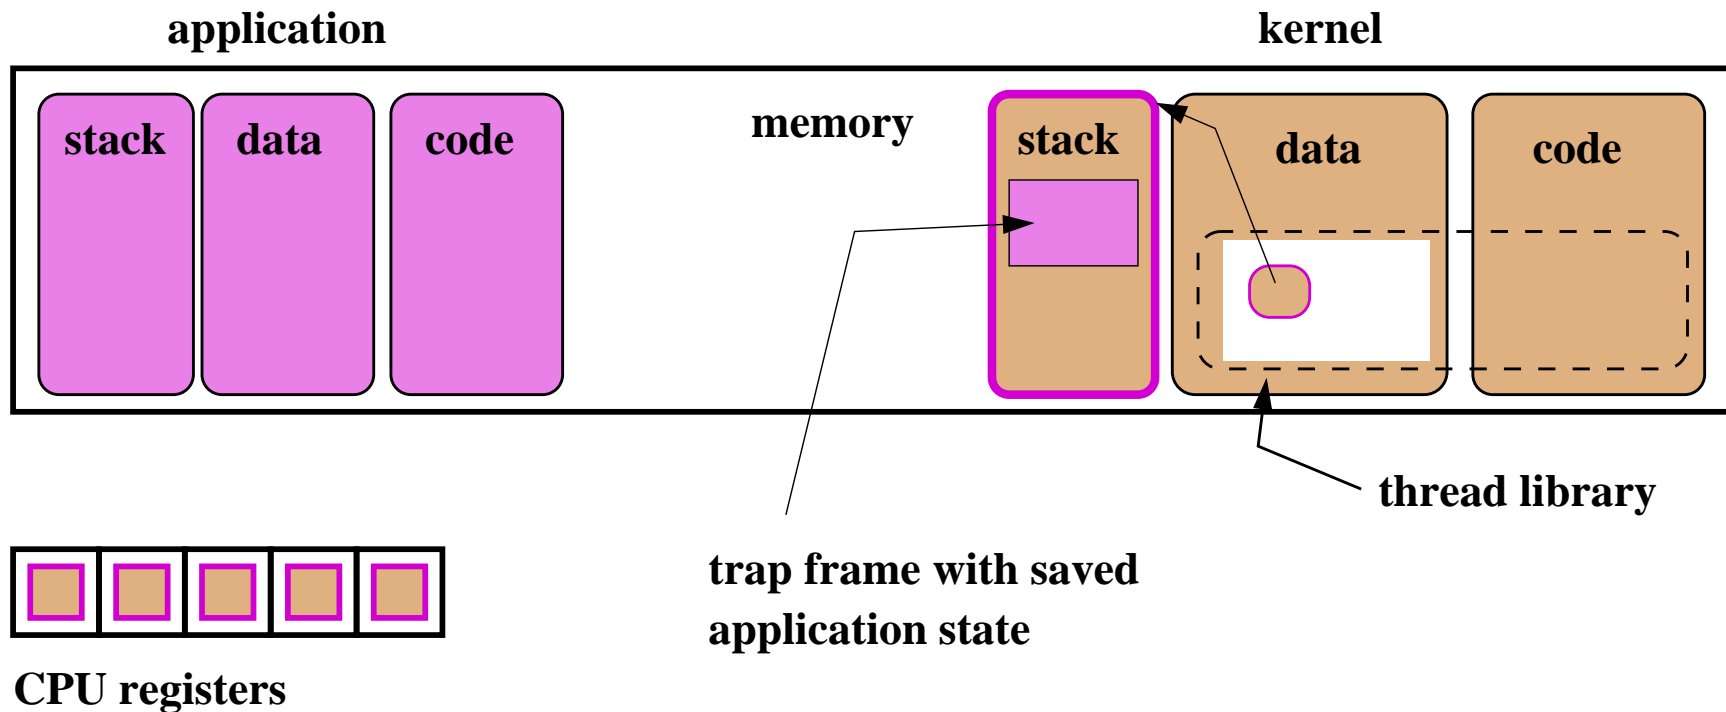 application
kernel
stack
data
code
memory
stack
data
code
thread library
trap frame with saved
application state
CPU registers